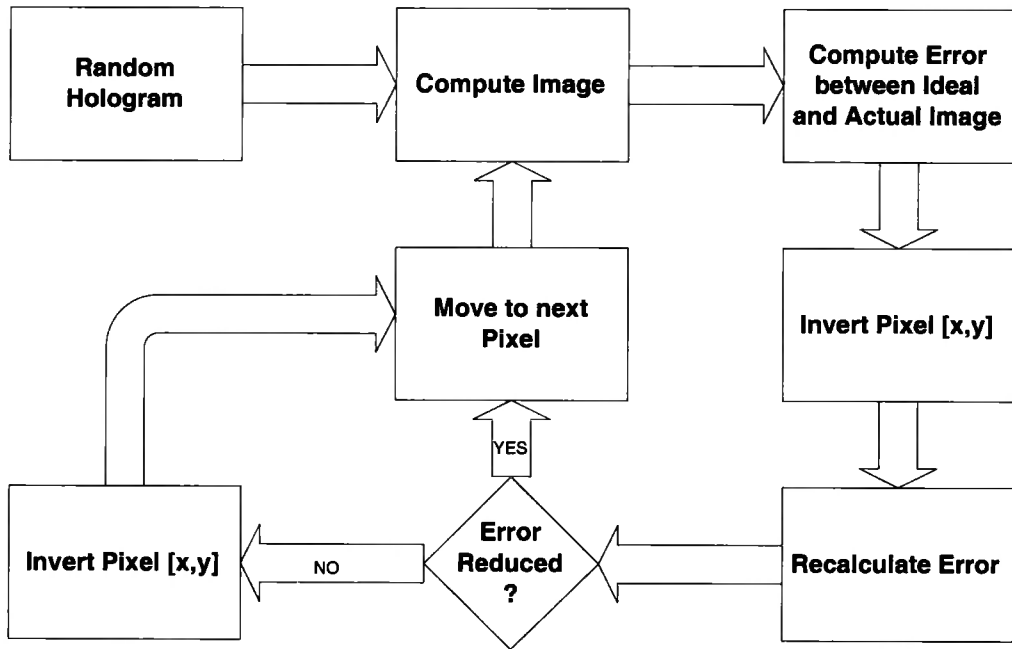 Random
Hologram
Compute Image
Compute Error
between Ideal
and Actual Image
Move to next
Pixel
Invert Pixel [x,y]
YES
Invert Pixel [x,y]
NO
Error
Reduced
?
Recalculate Error